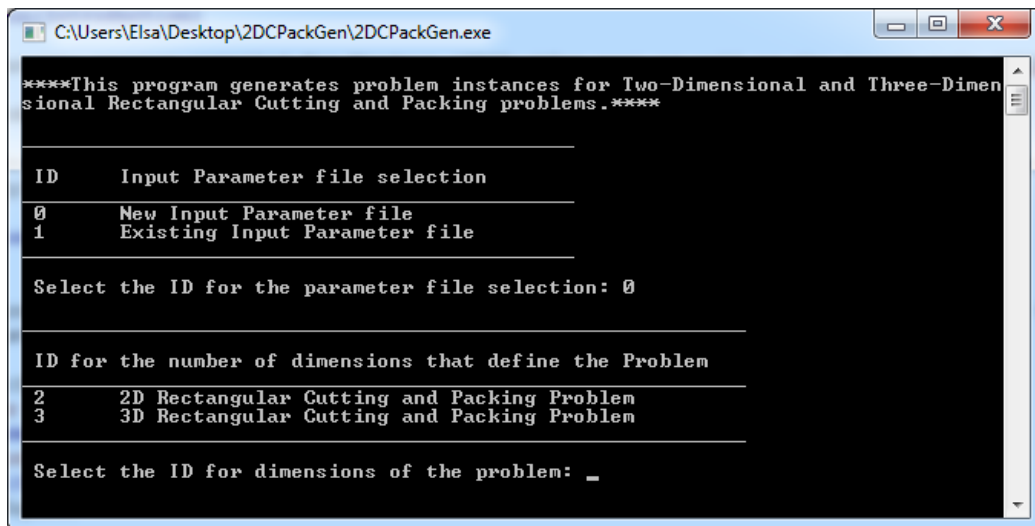 C:\Users\Elsa\Desktop\2DCPackGen\2DCPackGen.exe
****This program generates problem instances for Two-Dimensional and Three-Dimen
sional Rectangular Cutting and Packing problems.****
ID Input Parameter file selection
0 New Input Parameter file
1 Existing Input Parameter file
Select the ID for the parameter file selection: 0
ID for the number of dimensions that define the Problem
2 2D Rectangular Cutting and Packing Problem
3 3D Rectangular Cutting and Packing Problem
Select the ID for dimensions of the problem: _